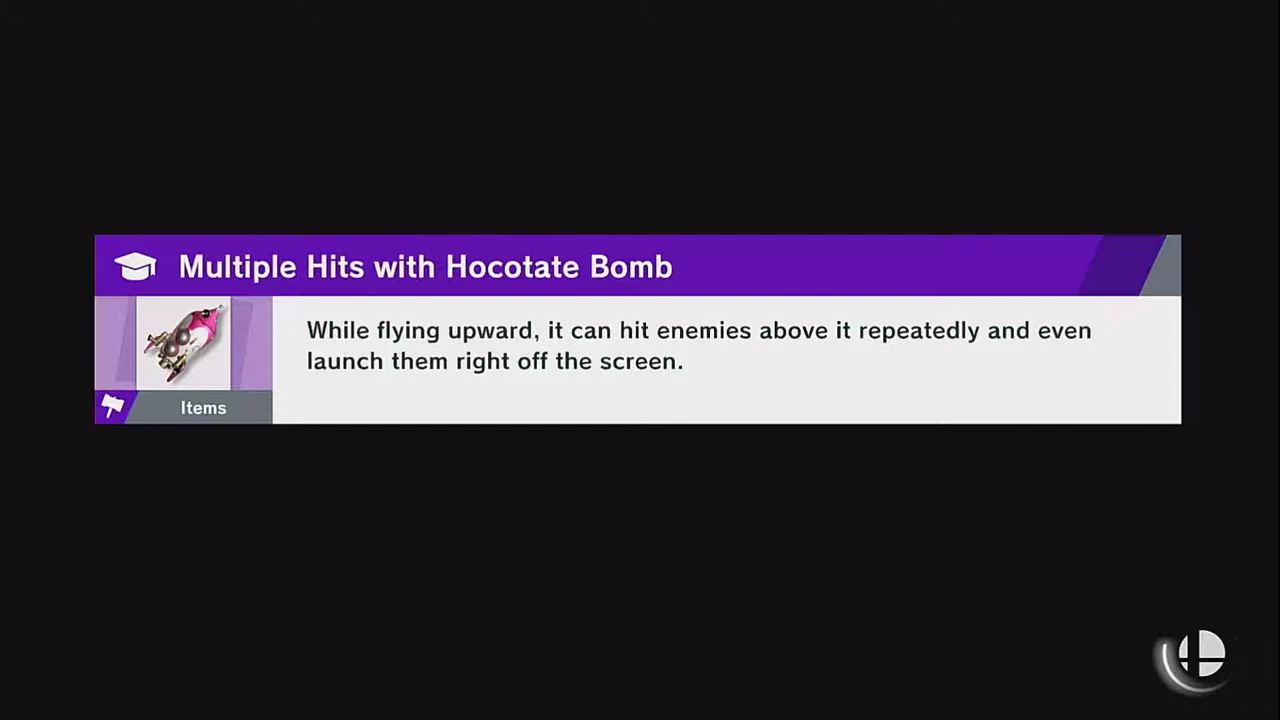 Multiple Hits with Hocotate Bomb
While flying upward, it can hit enemies above it repeatedly and even
launch them right off the screen.
Items